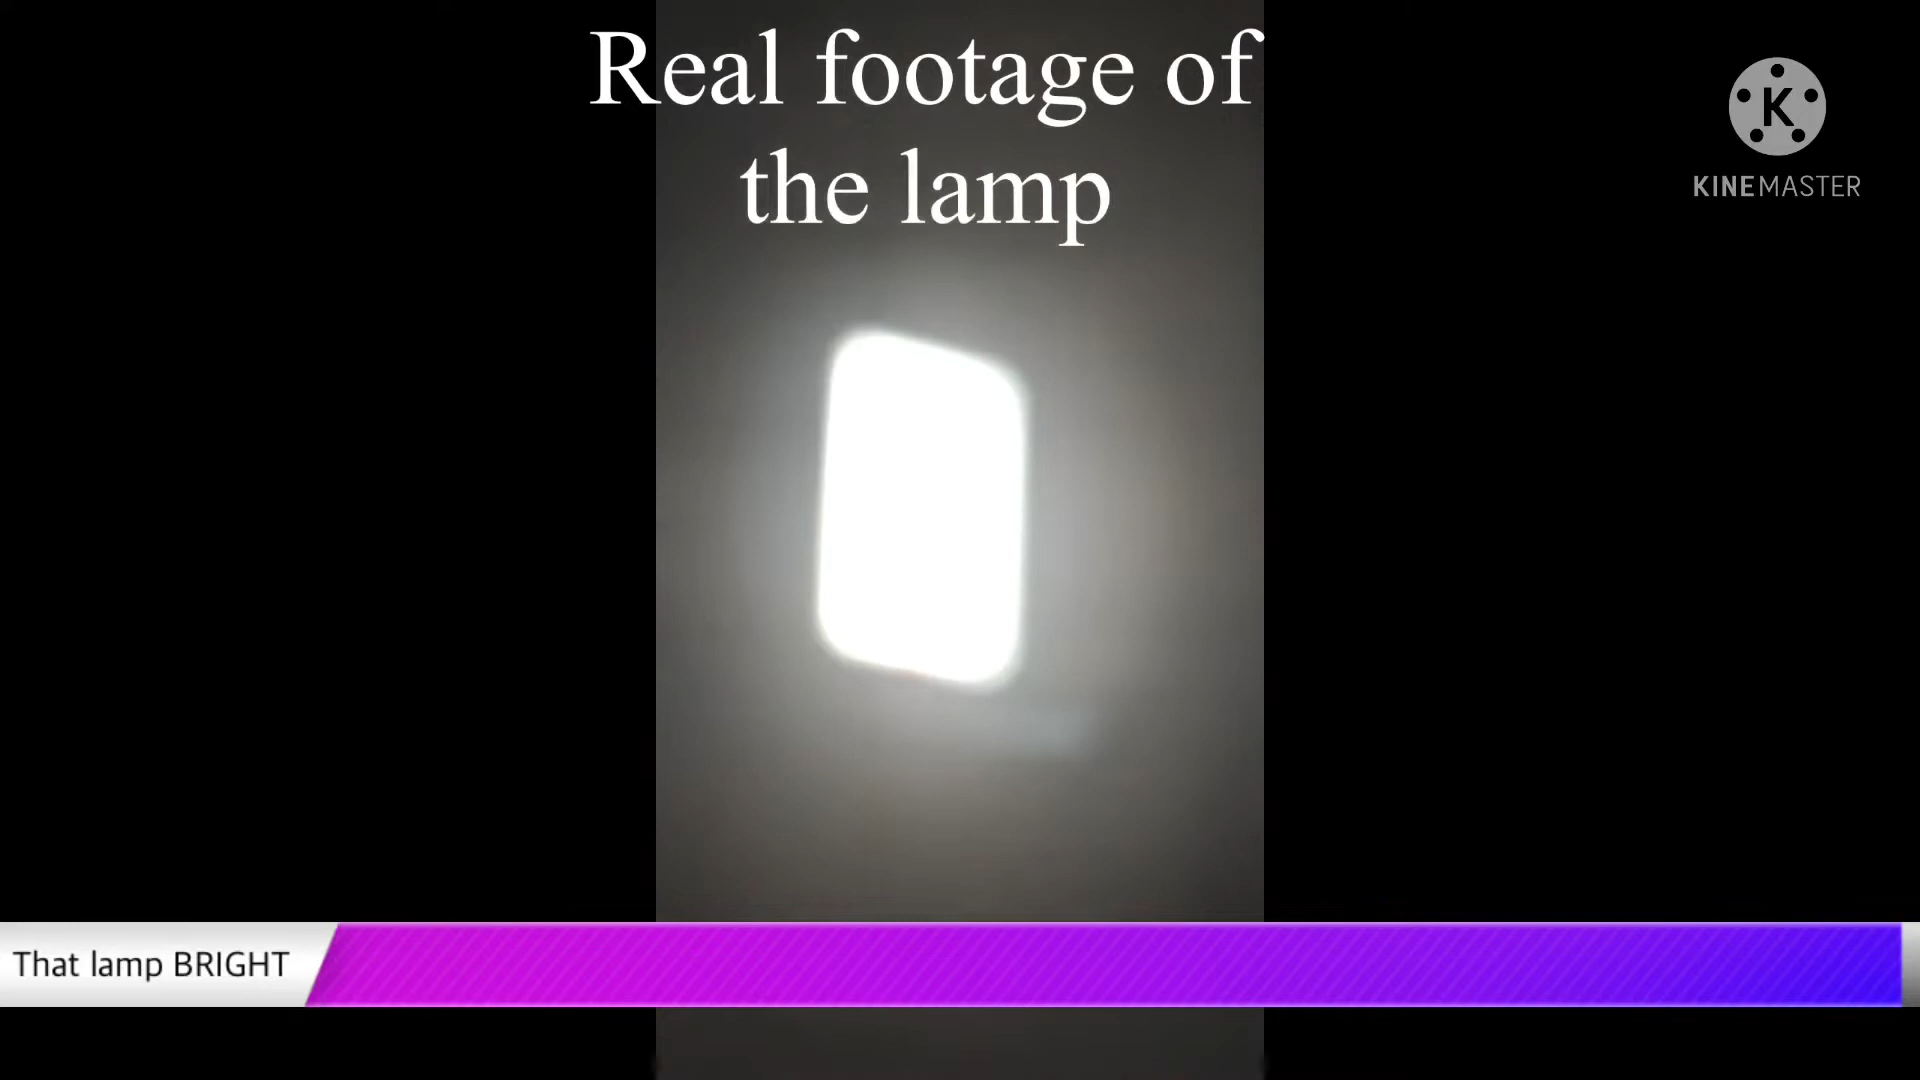 Real footage of
the lamp
K
KINEMASTER
That lamp BRIGHT